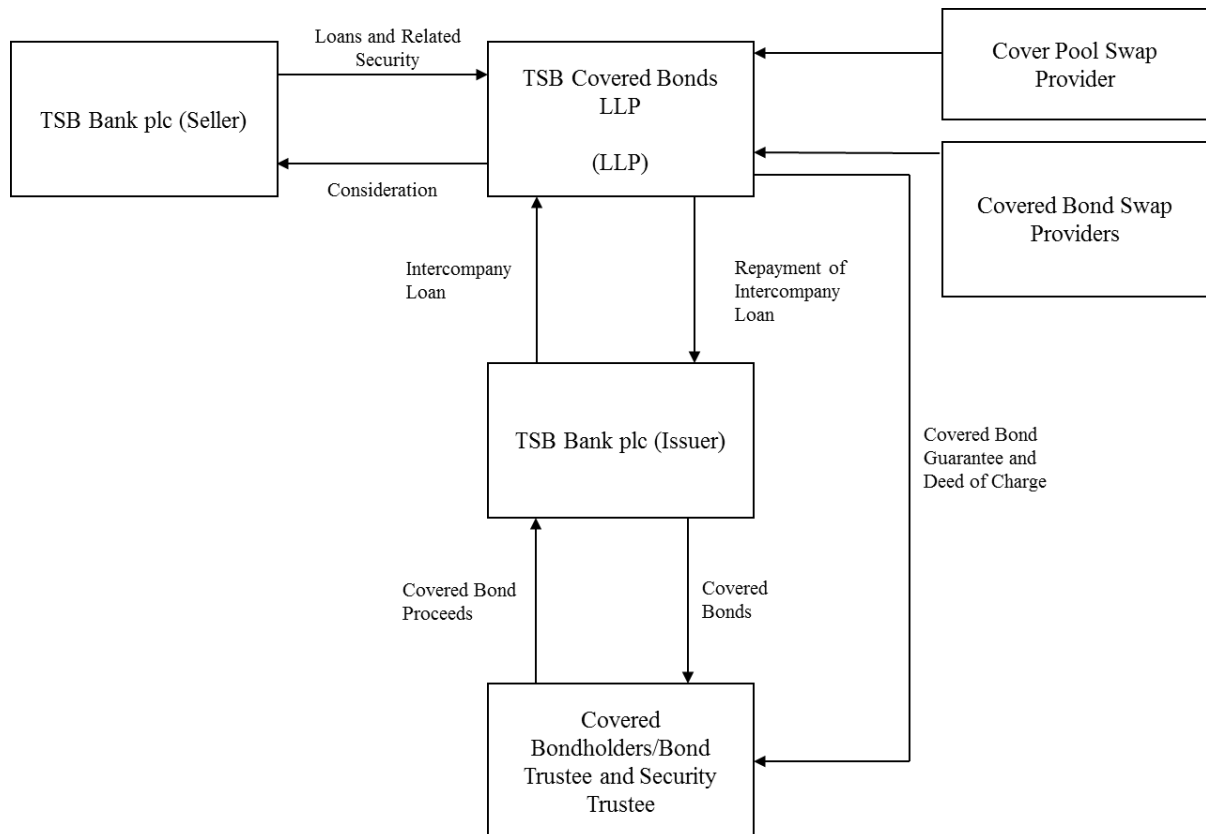 Loans and Related
Security
TSB Bank plc (Seller)
TSB Covered Bonds
LLP
(LLP)
Cover Pool Swap
Provider
Consideration
Covered Bond Swap
Providers
Intercompany
Loan
Repayment of
Intercompany
Loan
TSB Bank plc (Issuer)
Covered Bond
Guarantee and
Deed of Charge
Covered Bond
Proceeds
Covered
Bonds
Covered
Bondholders/Bond
Trustee and Security
Trustee